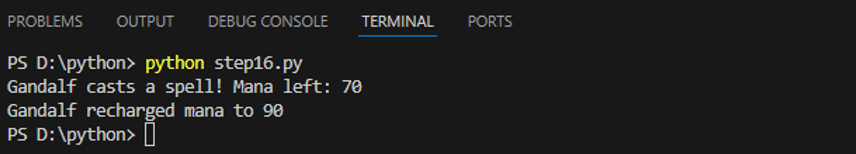 PROBLEMS OUTPUT DEBUG CONSOLE TERMINAL PORTS
PS D:\python> python step16.py
Gandalf casts a spell! Mana left: 70
Gandalf recharged mana to 90
PS D:\python>